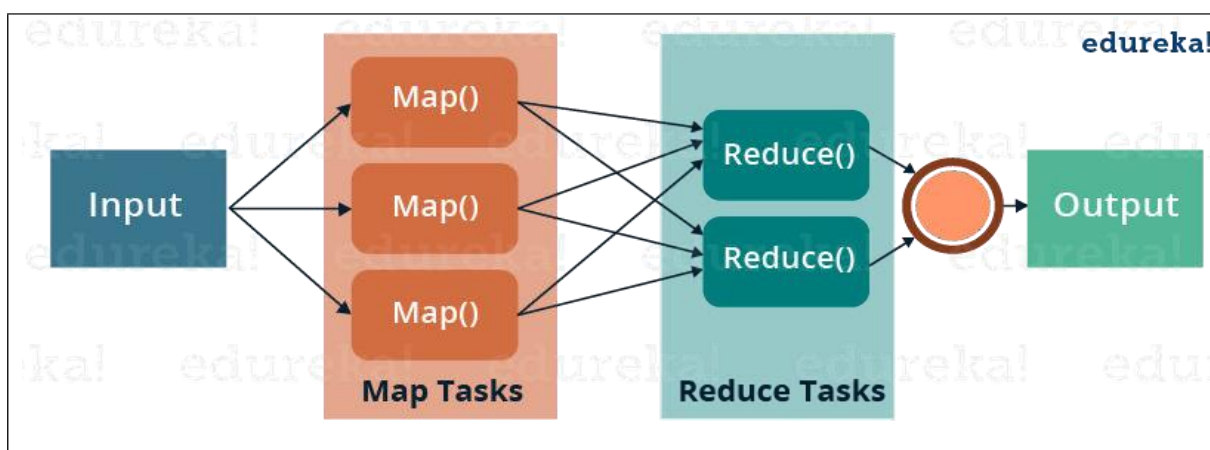 edureka!
Map()
Map()
Map()
Input
Reduce()
Reduce()
Output
Map Tasks
Reduce Tasks